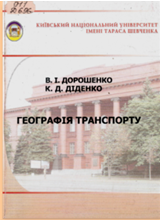 КИЇВСЬКИЙ НАЦІОНАЛЬНИЙ УНІВЕРСИТЕТ
ІМЕНІ ТАРАСА ШЕВЧЕНКА
В. І. ДОРОШЕНКО
К. Д. ДІДЕНКО
ГЕОГРАФІЯ ТРАНСПОРТУ